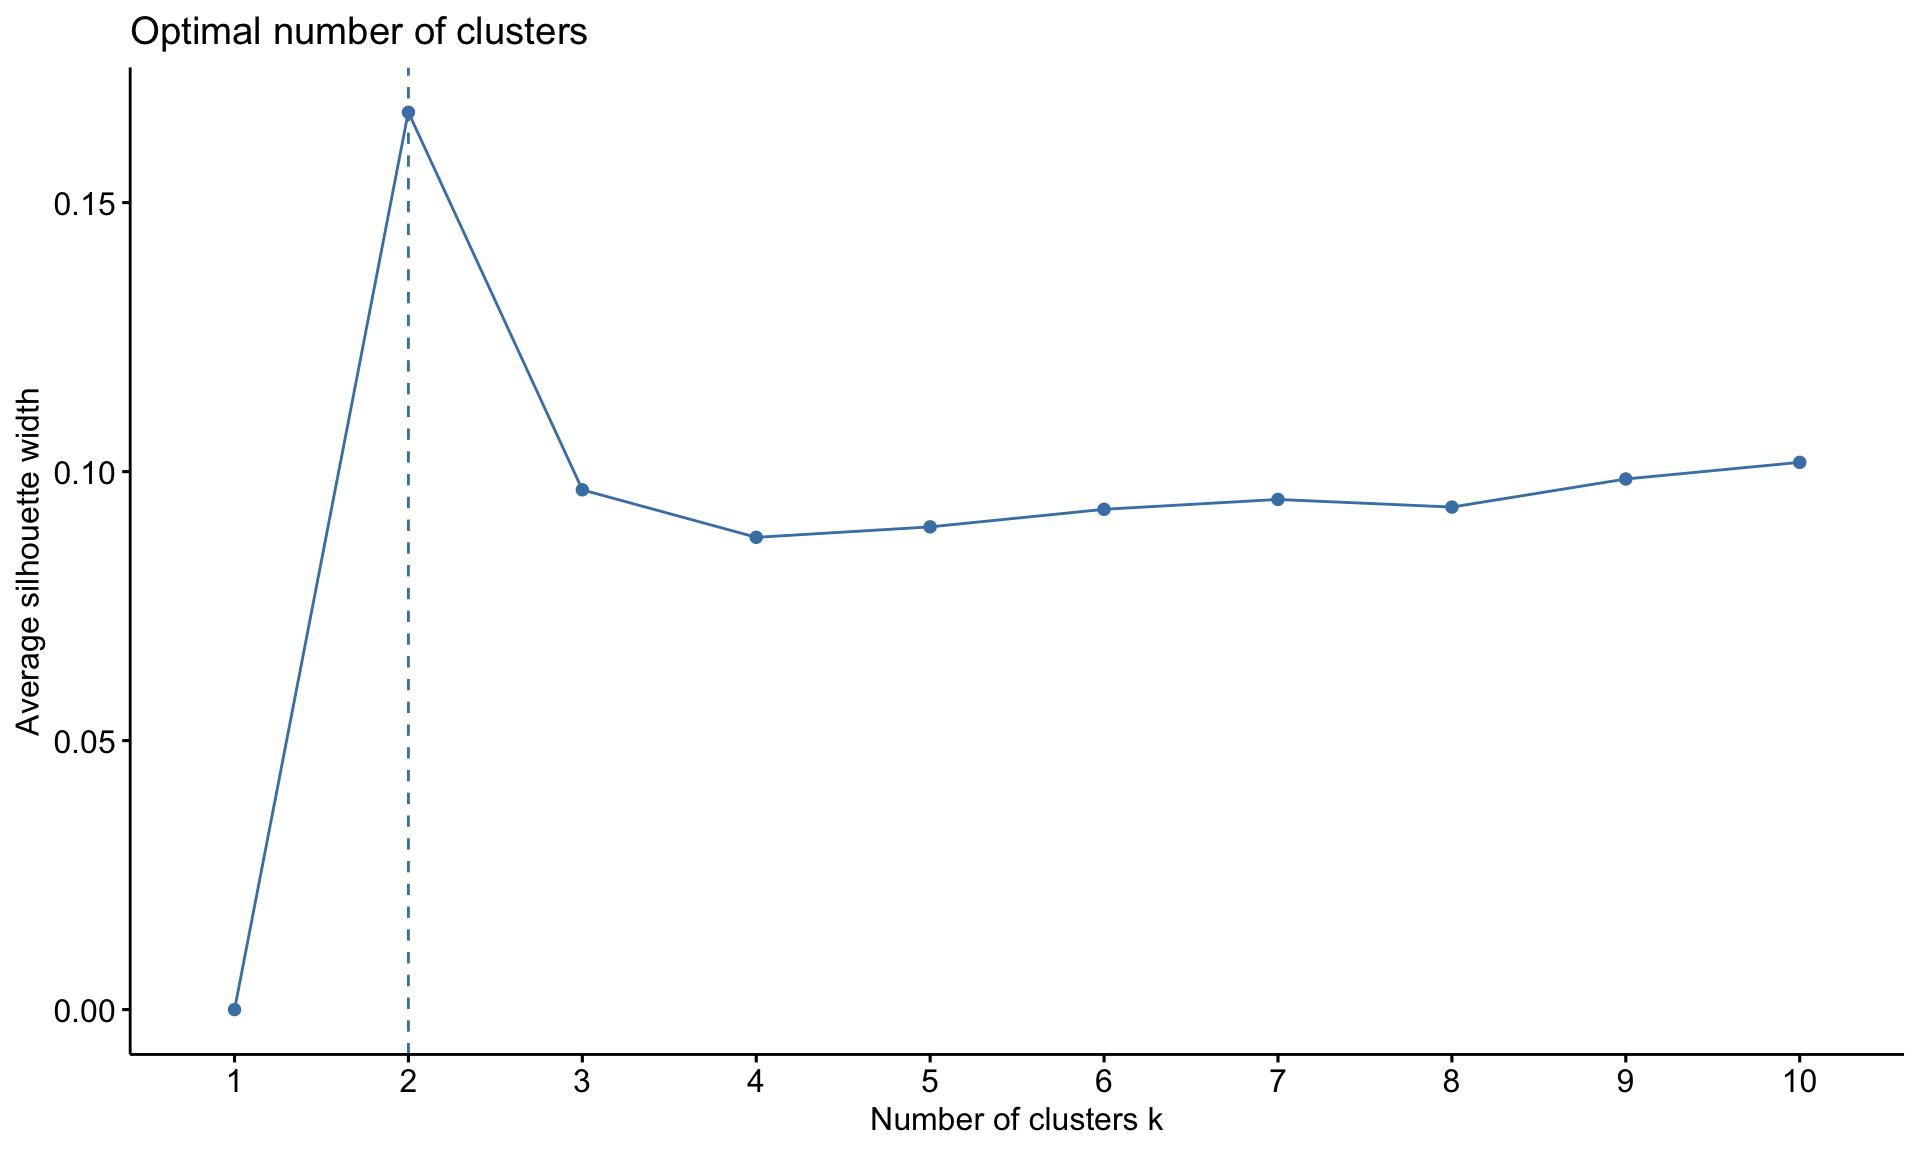 Optimal number of clusters
Average silhouette width
0.15
0.10
0.05
0.00
1 2 3 4 5 6 7 8 9 10
Number of clusters k